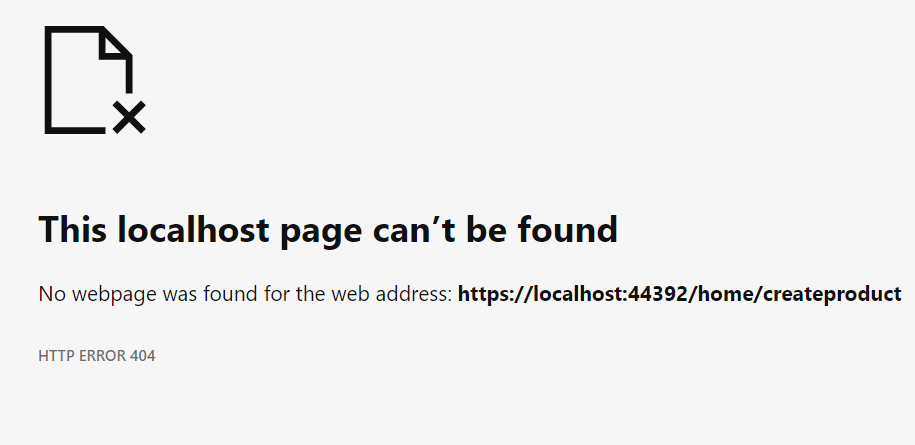 This localhost page can’t be found
No webpage was found for the web address: https://localhost:44392/home/createproduct
HTTP ERROR 404